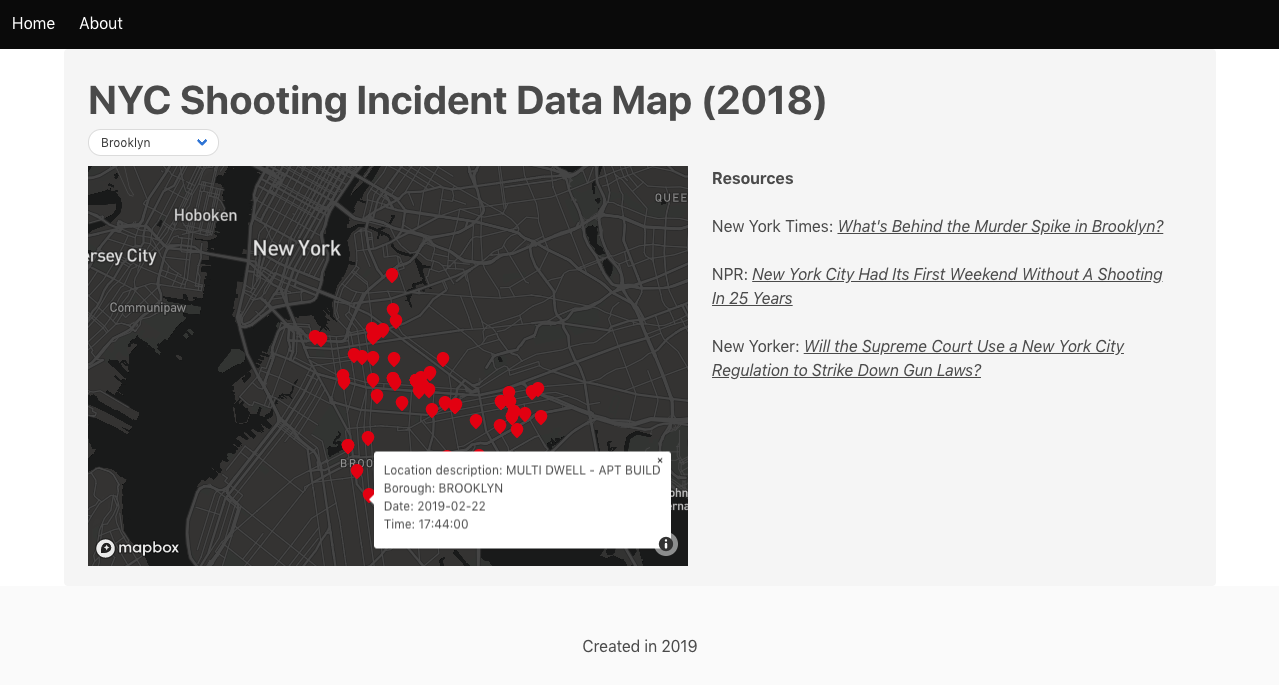 Home About
NYC Shooting Incident Data Map (2018)
Brooklyn
QUEE
Hoboken
New York
ersey City
Communipaw
BROO
ohn
erna
×
Location description: MULTI DWELL - APT BUILD
Borough: BROOKLYN
Date: 2019-02-22
Time: 17:44:00
mapbox
Resources
New York Times: What's Behind the Murder Spike in Brooklyn?
NPR: New York City Had Its First Weekend Without A Shooting
In 25 Years
New Yorker: Will the Supreme Court Use a New York City
Regulation to Strike Down Gun Laws?
Created in 2019